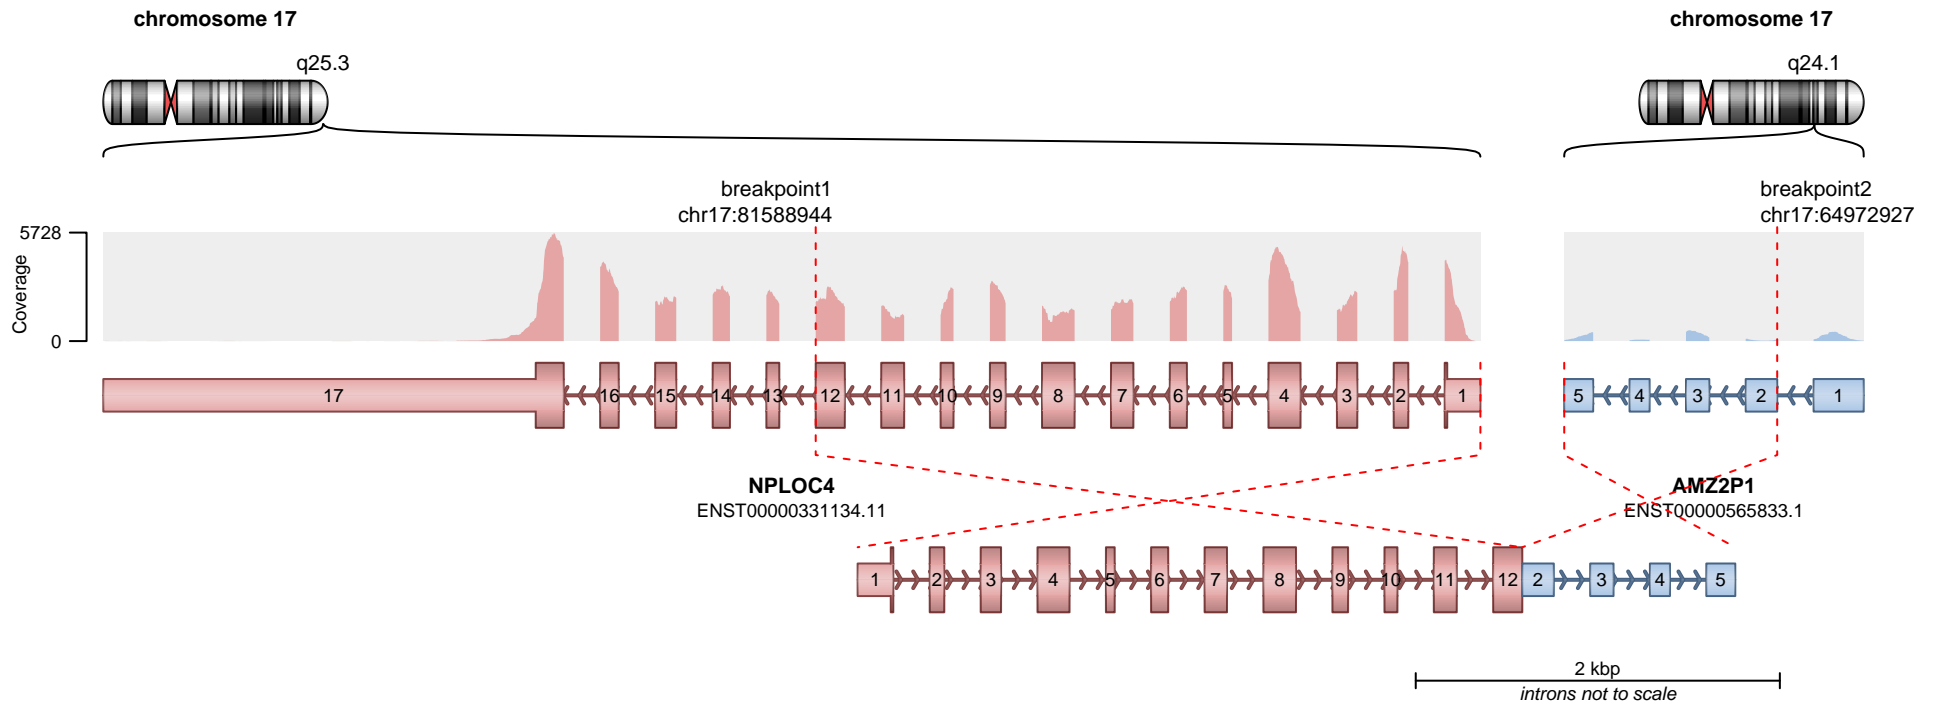 chromosome 17
chromosome 17
q25.3
q24.1
breakpoint1
chr17:81588944
breakpoint2
chr17:64972927
5728
0
Coverage
17 16 15 14 13 12 11 10 9 8 7 6 5 4 3 2 1
5 4 3 2 1
NPLOC4
ENST00000331134.11
AMZ2P1
ENST00000565833.1
1 2 3 4 5 6 7 8 9 10 11 12 2 3 4 5
2 kbp
introns not to scale